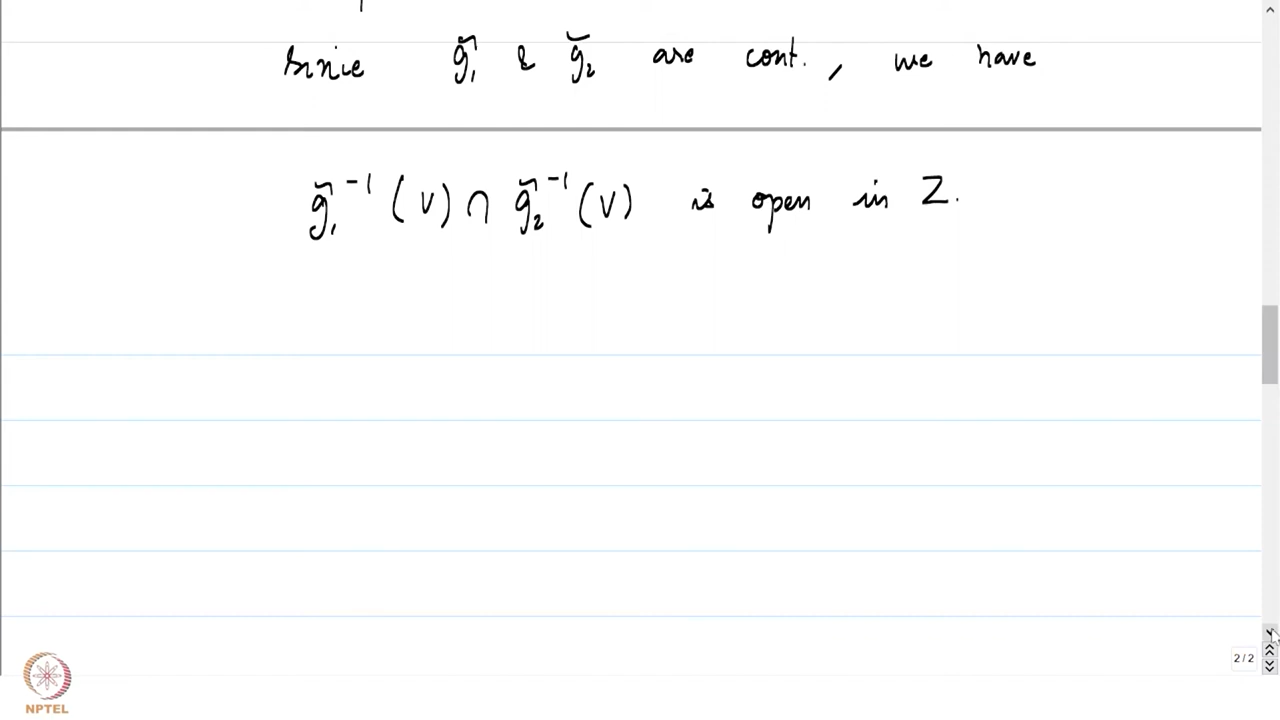 since g̃₁ & g̃₂ are cont., we have
g̃₁⁻¹(V) ∩ g̃₂⁻¹(V) is open in Z.
2 / 2
NPTEL